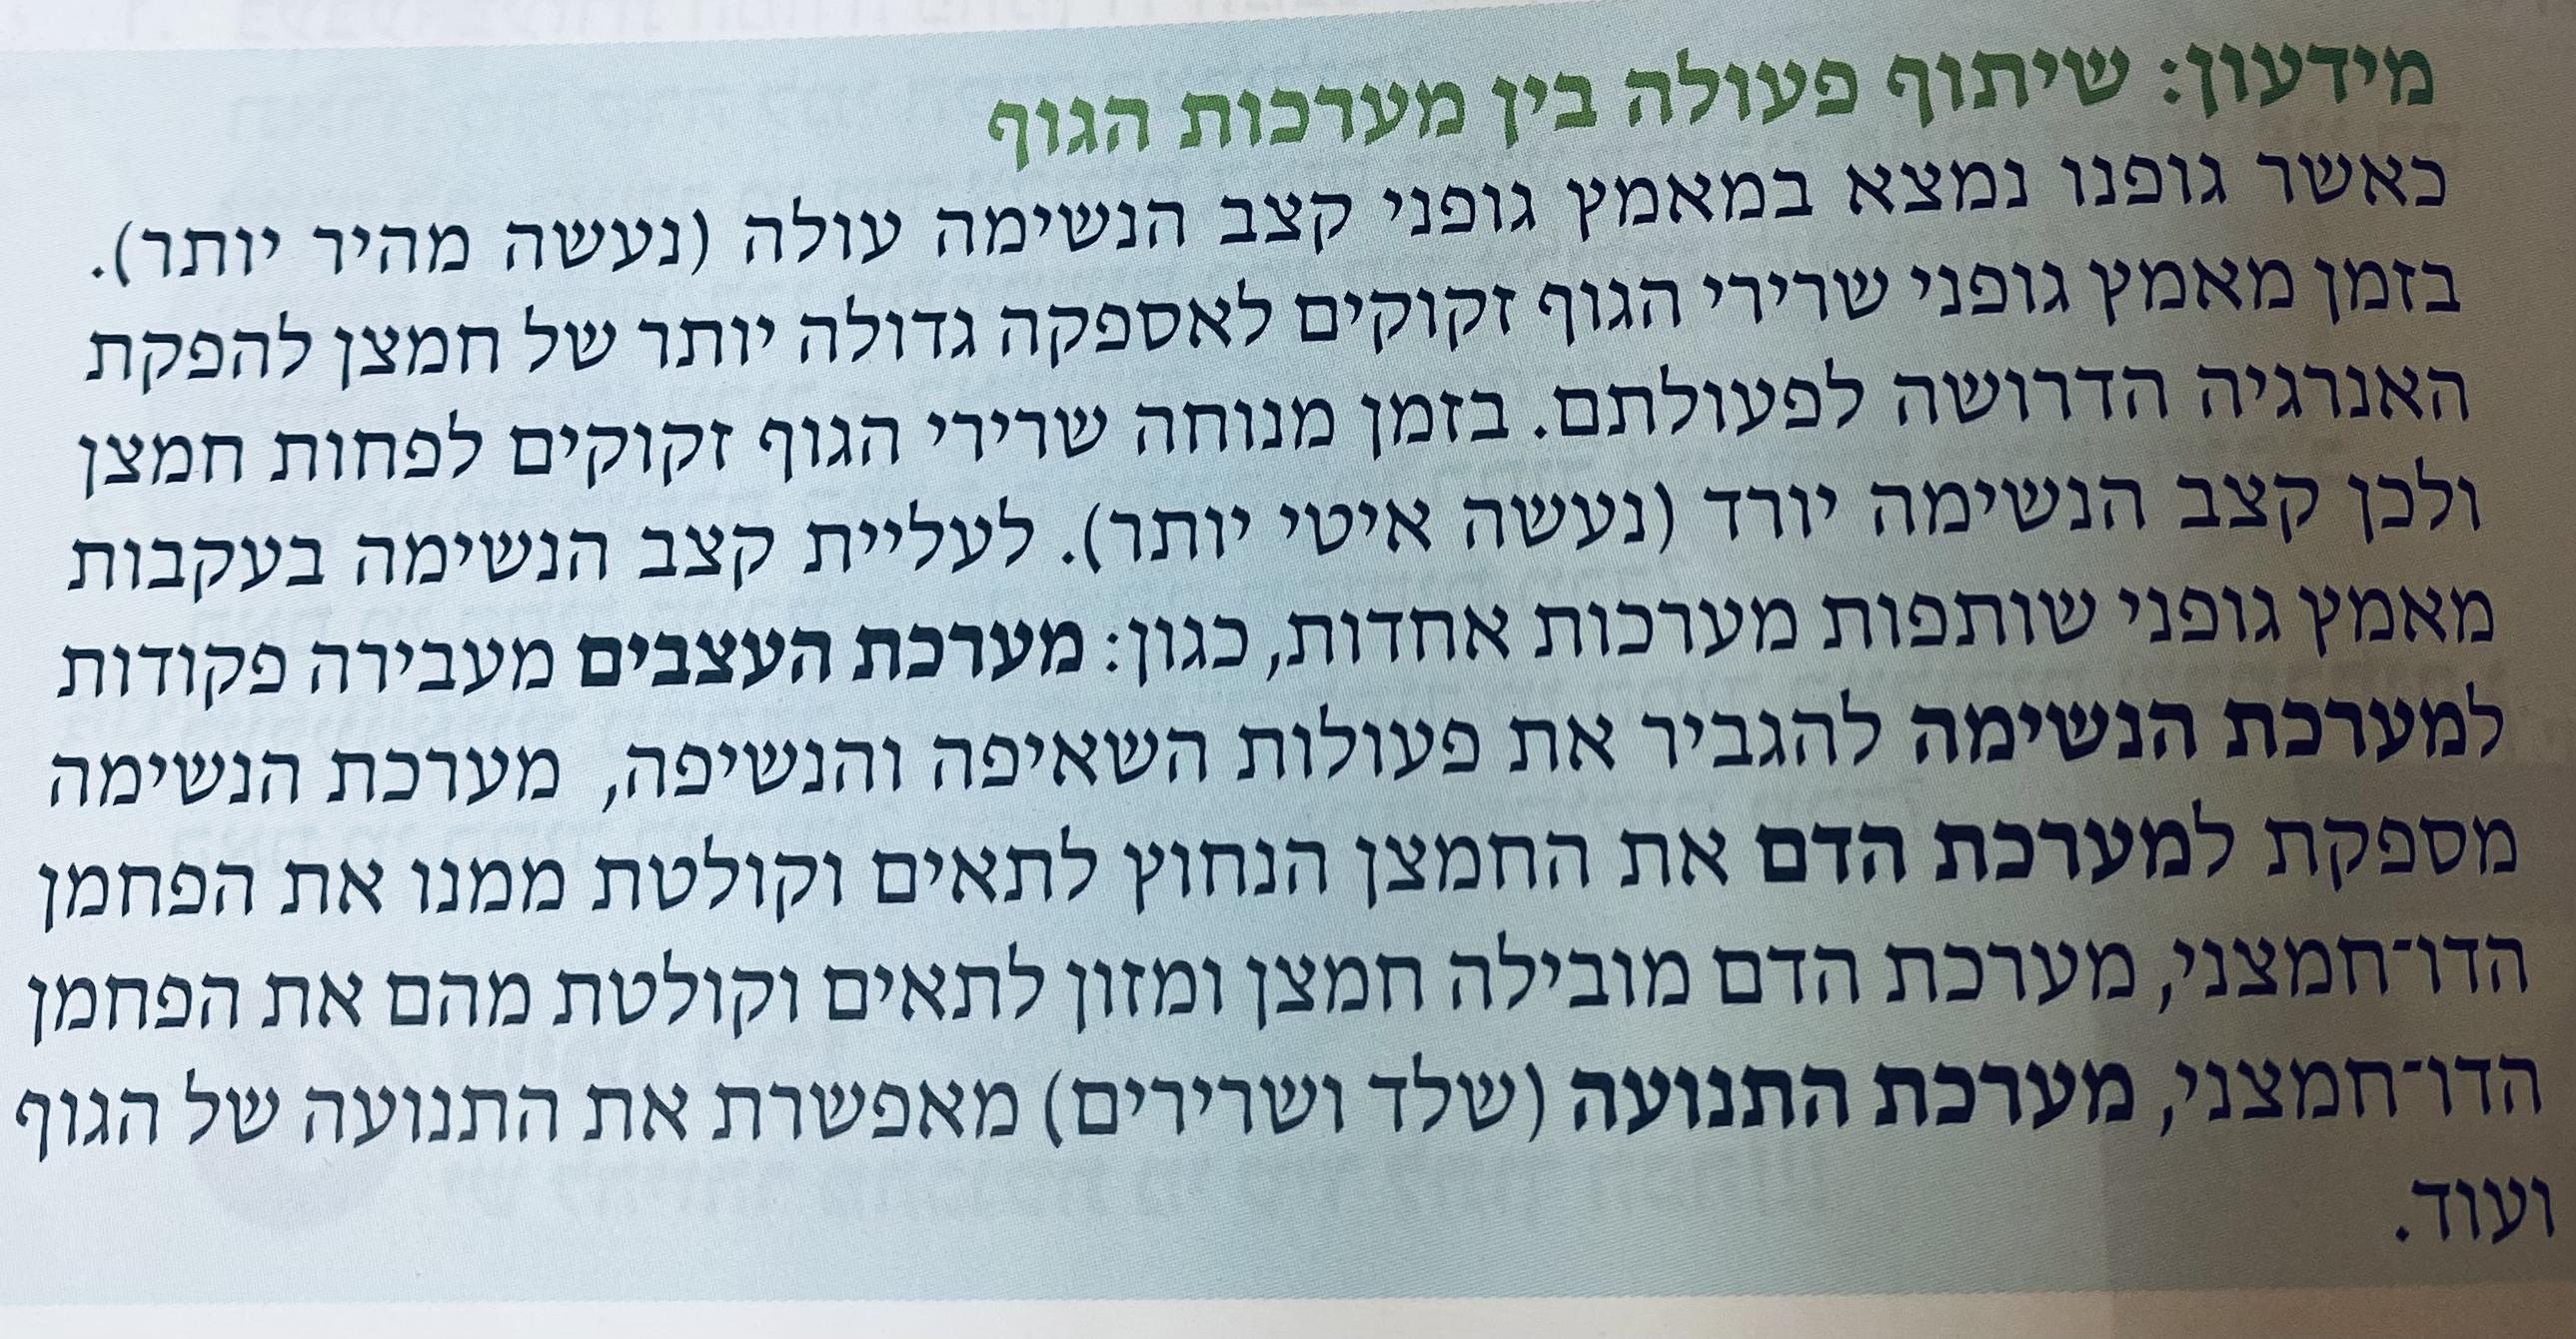 מידעון: שיתוף פעולה בין מערכות הגוף
כאשר גופנו נמצא במאמץ גופני קצב הנשימה עולה (נעשה מהיר יותר).
בזמן מאמץ גופני שרירי הגוף זקוקים לאספקה גדולה יותר של חמצן להפקת
האנרגיה הדרושה לפעולתם. בזמן מנוחה שרירי הגוף זקוקים לפחות חמצן
ולכן קצב הנשימה יורד (נעשה איטי יותר). לעליית קצב הנשימה בעקבות
מאמץ גופני שותפות מערכות אחדות, כגון: מערכת העצבים מעבירה פקודות
למערכת הנשימה להגביר את פעולות השאיפה והנשיפה, מערכת הנשימה
מספקת למערכת הדם את החמצן הנחוץ לתאים וקולטת ממנו את הפחמן
הדו־חמצני, מערכת הדם מובילה חמצן ומזון לתאים וקולטת מהם את הפחמן
הדו־חמצני, מערכת התנועה (שלד ושרירים) מאפשרת את התנועה של הגוף
ועוד.